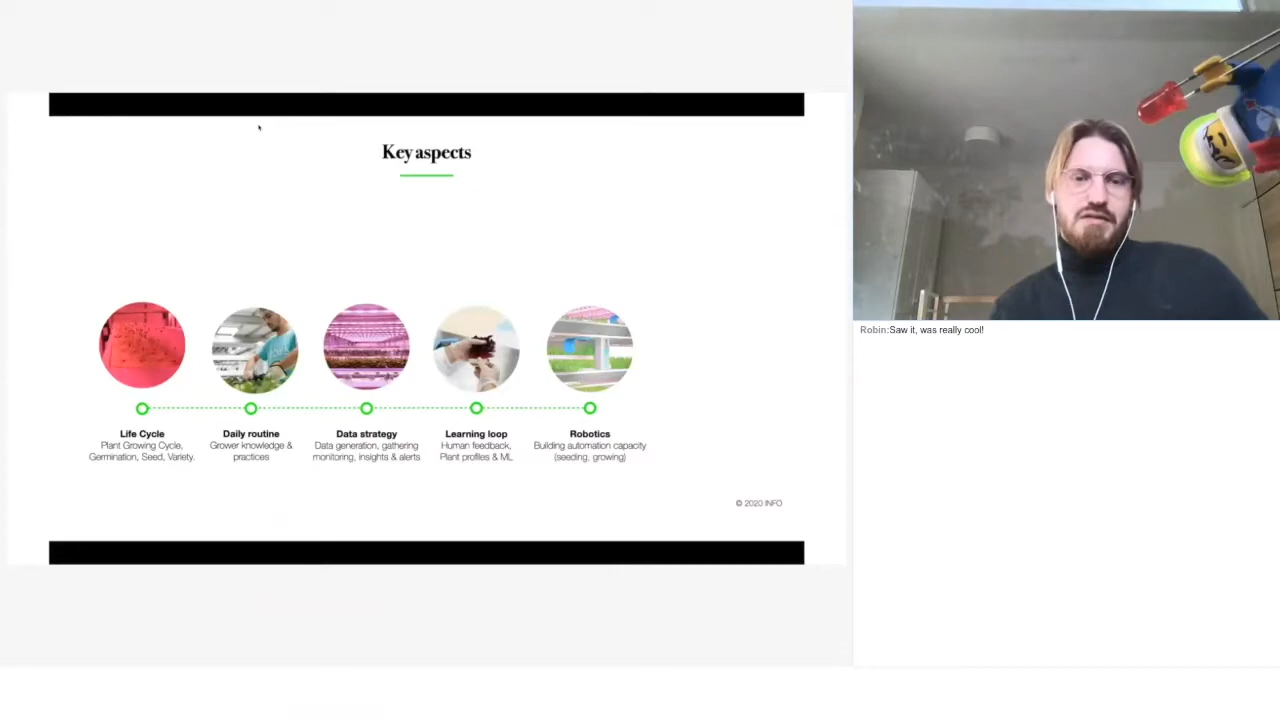 Key aspects
Life Cycle
Plant Growing Cycle,
Germination, Seed, Variety.
Daily routine
Grower knowledge &
practices
Data strategy
Data generation, gathering
monitoring, insights & alerts
Learning loop
Human feedback,
Plant profiles & ML
Robotics
Building automation capacity
(seeding, growing)
© 2020 INFO
Robin:Saw it, was really cool!